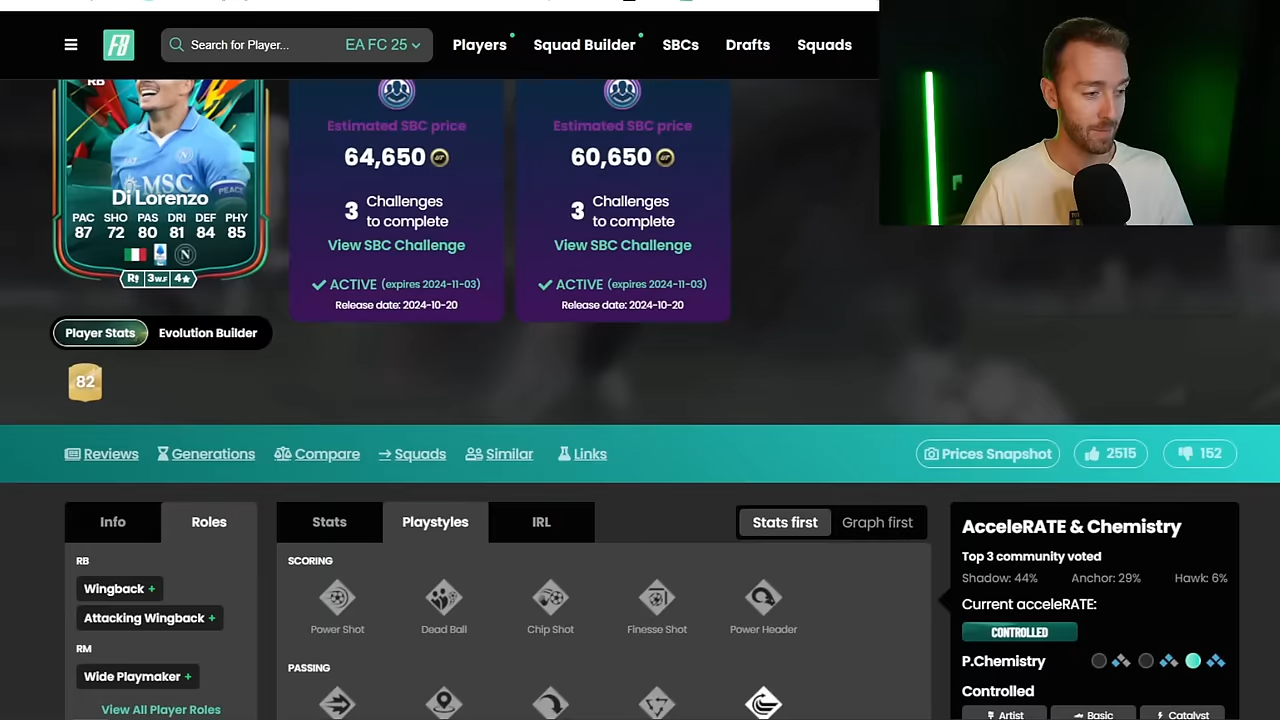 FB
Search for Player...
EA FC 25
Players
Squad Builder
SBCs
Drafts
Squads
RB
MSC
PEACE
Di Lorenzo
PAC SHO PAS DRI DEF PHY
87 72 80 81 84 85
3 W.F
4★
Estimated SBC price
64,650
3 Challenges
to complete
View SBC Challenge
ACTIVE (expires 2024-11-03)
Release date: 2024-10-20
Estimated SBC price
60,650
3 Challenges
to complete
View SBC Challenge
ACTIVE (expires 2024-11-03)
Release date: 2024-10-20
Player Stats
Evolution Builder
82
Reviews
Generations
Compare
Squads
Similar
Links
Prices Snapshot
2515
152
Info
Roles
RB
Wingback +
Attacking Wingback +
RM
Wide Playmaker +
View All Player Roles
Stats
Playstyles
IRL
Stats first
Graph first
SCORING
Power Shot
Dead Ball
Chip Shot
Finesse Shot
Power Header
PASSING
AcceleRATE & Chemistry
Top 3 community voted
Shadow: 44% Anchor: 29% Hawk: 6%
Current acceleRATE:
CONTROLLED
P.Chemistry
Controlled
Artist
Basic
Catalyst